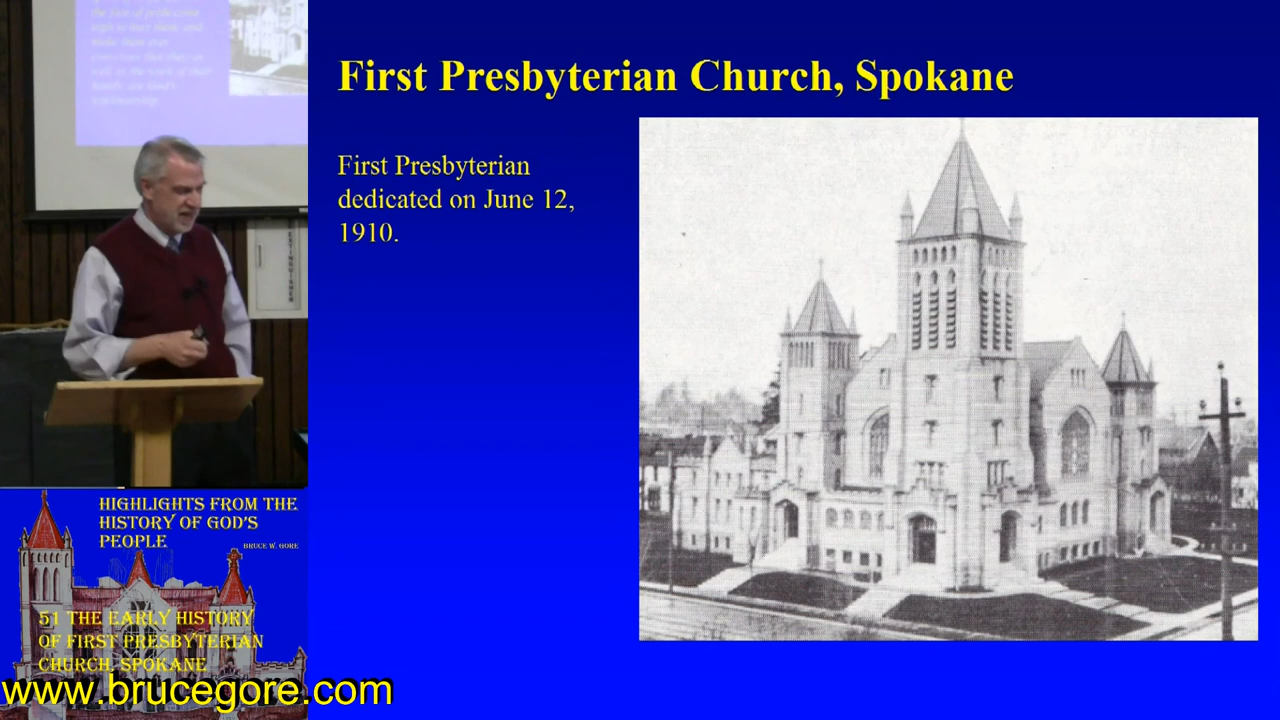 First Presbyterian Church, Spokane
First Presbyterian
dedicated on June 12,
1910.
EXTINGUISHER
HIGHLIGHTS FROM THE
HISTORY OF GOD'S
PEOPLE
BRUCE W. GORE
51 THE EARLY HISTORY
OF FIRST PRESBYTERIAN
CHURCH, SPOKANE
www.brucegore.com